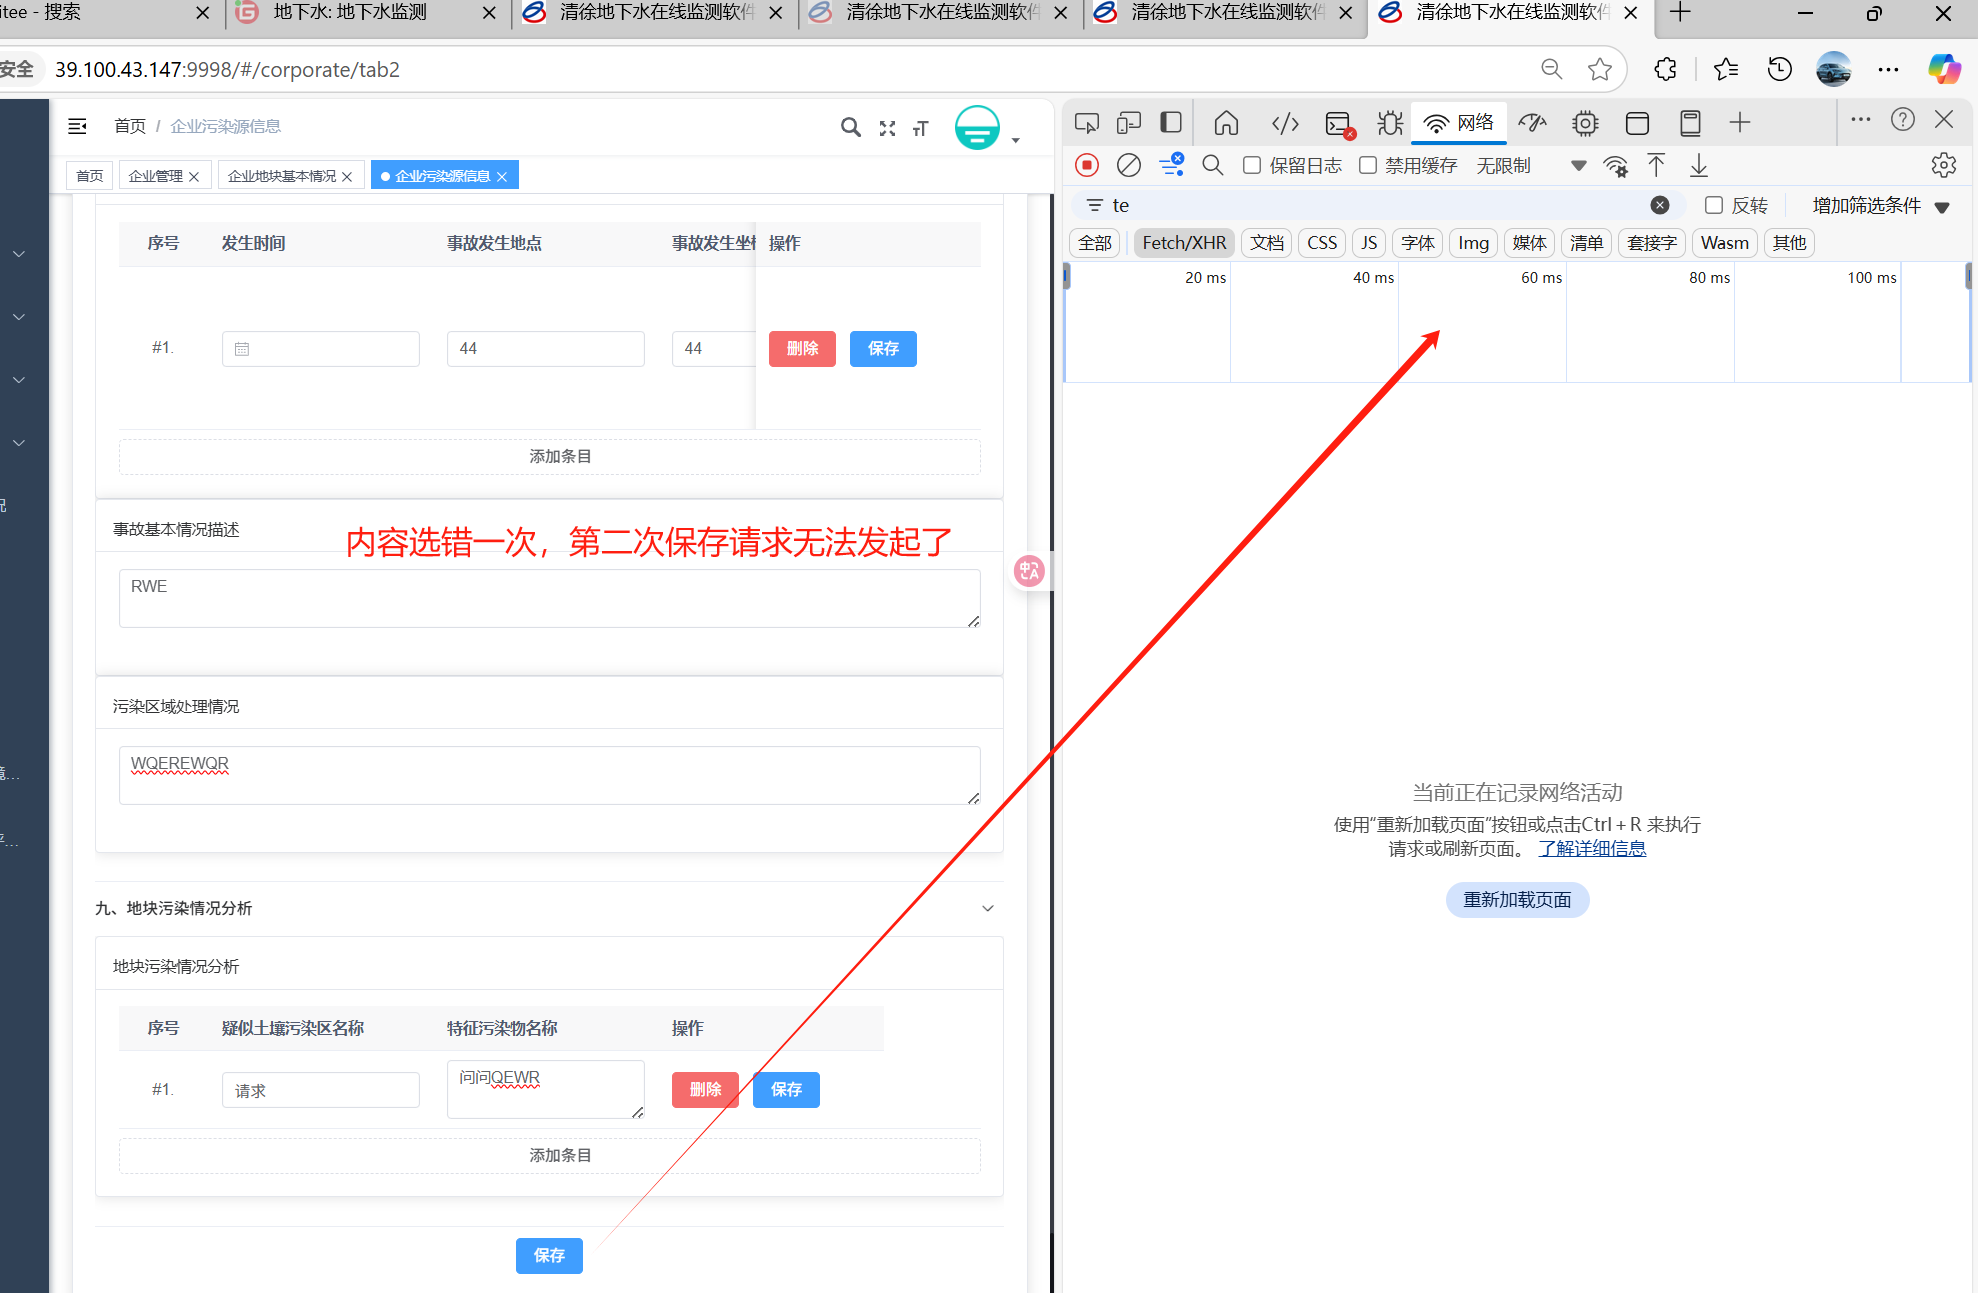 itee - 搜索
地下水: 地下水监测
清徐地下水在线监测软件
清徐地下水在线监测软件
清徐地下水在线监测软件
清徐地下水在线监测软件
安全
39.100.43.147:9998/#/corporate/tab2
首页 / 企业污染源信息
首页
企业管理
企业地块基本情况
企业污染源信息
序号 发生时间 事故发生地点 事故发生坐标 操作
#1. 44 44 删除 保存
添加条目
事故基本情况描述
内容选错一次，第二次保存请求无法发起了
RWE
污染区域处理情况
WQEREWQR
九、地块污染情况分析
地块污染情况分析
序号 疑似土壤污染区名称 特征污染物名称 操作
#1. 请求 问问QEWR 删除 保存
添加条目
保存
况
网络
保留日志 禁用缓存 无限制
te
反转 增加筛选条件
全部 Fetch/XHR 文档 CSS JS 字体 Img 媒体 清单 套接字 Wasm 其他
20 ms 40 ms 60 ms 80 ms 100 ms
当前正在记录网络活动
使用“重新加载页面”按钮或点击Ctrl + R 来执行
请求或刷新页面。 了解详细信息
重新加载页面